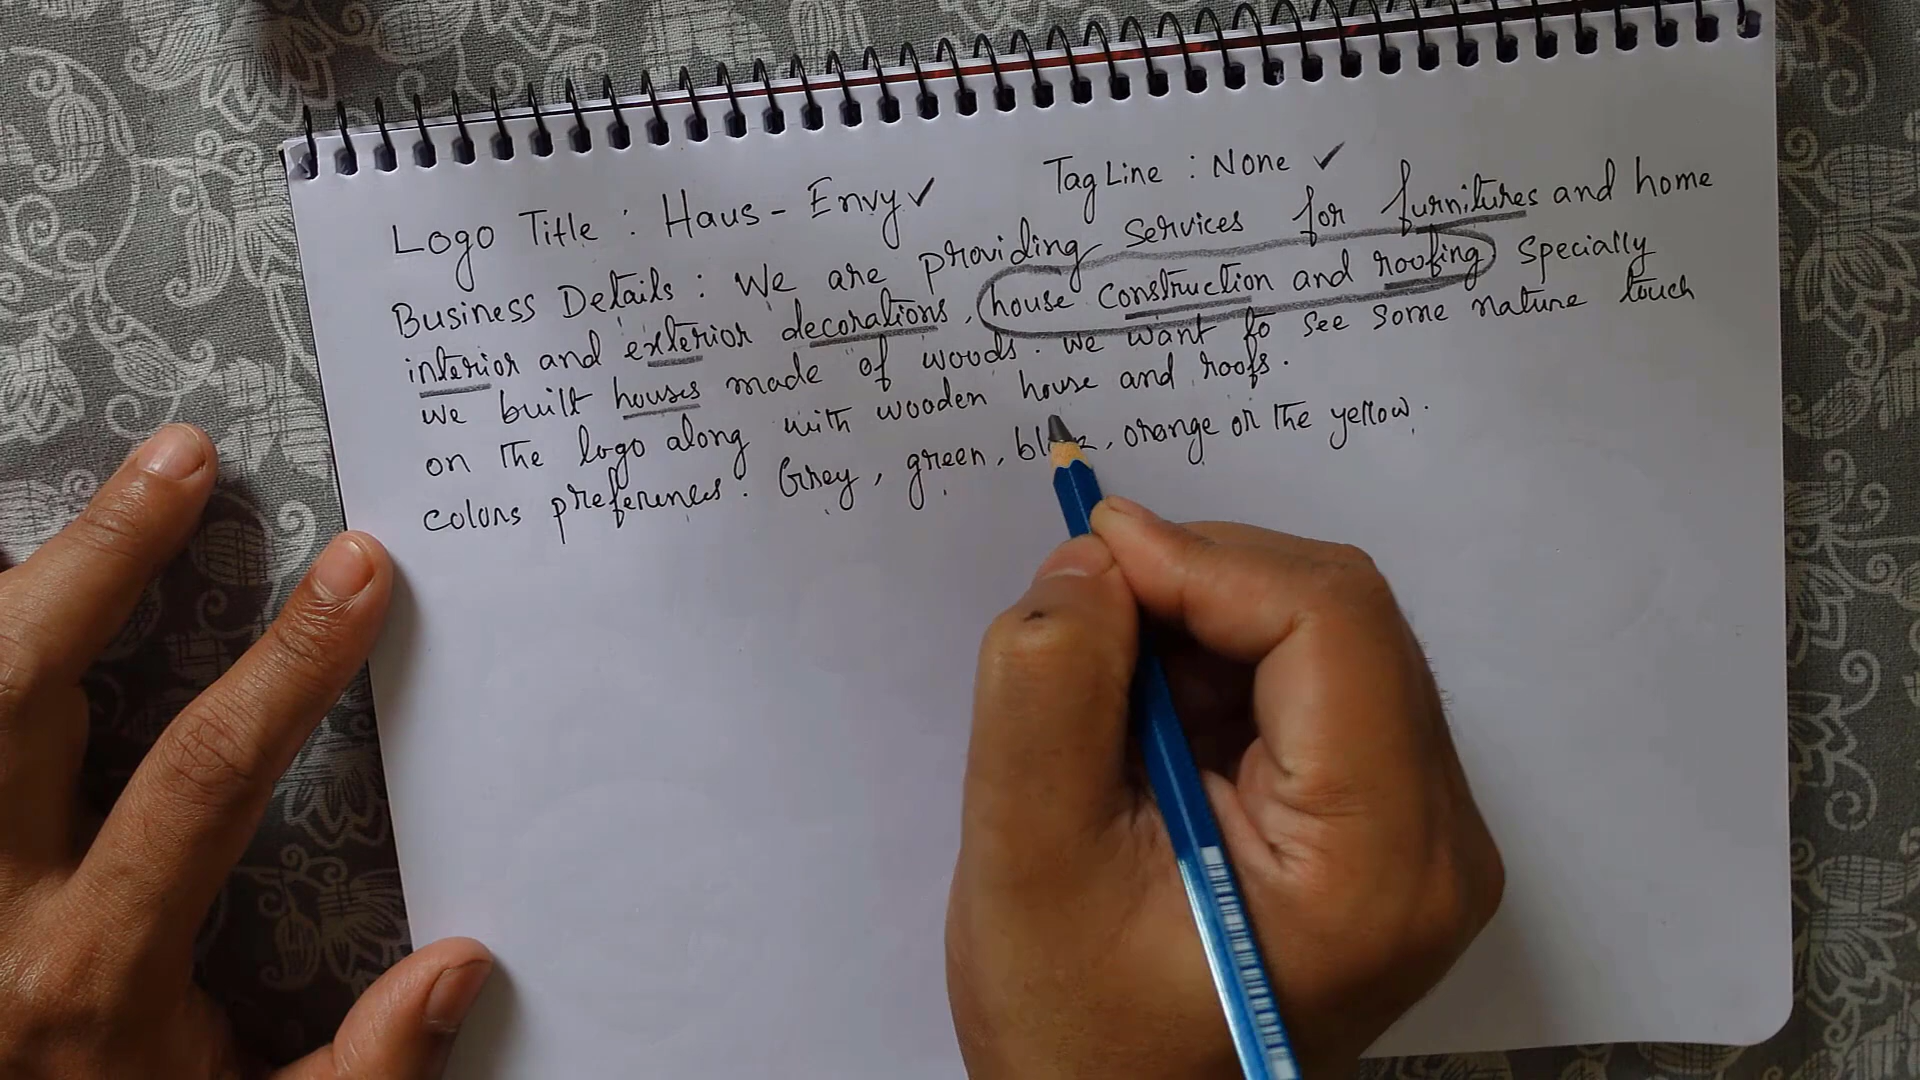 Logo Title : Haus - Envy ✓ TagLine : None ✓
Business Details : We are providing services for furnitures and home
interior and exterior decorations, house construction and roofing specially
we built houses made of woods. we want to see some nature touch
on the logo along with wooden house and roofs.
colors preferences. Grey, green, , orange or the yellow.